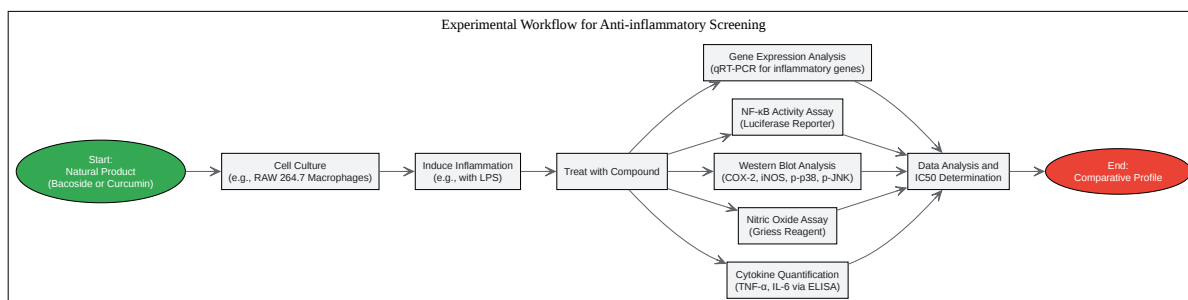 Experimental Workflow for Anti-inflammatory Screening
Start:
Natural Product
(Bacoside or Curcumin)
Cell Culture
(e.g., RAW 264.7 Macrophages)
Induce Inflammation
(e.g., with LPS)
Treat with Compound
Gene Expression Analysis
(qRT-PCR for inflammatory genes)
NF-κB Activity Assay
(Luciferase Reporter)
Western Blot Analysis
(COX-2, iNOS, p-p38, p-JNK)
Nitric Oxide Assay
(Griess Reagent)
Cytokine Quantification
(TNF-α, IL-6 via ELISA)
Data Analysis and
IC50 Determination
End:
Comparative Profile